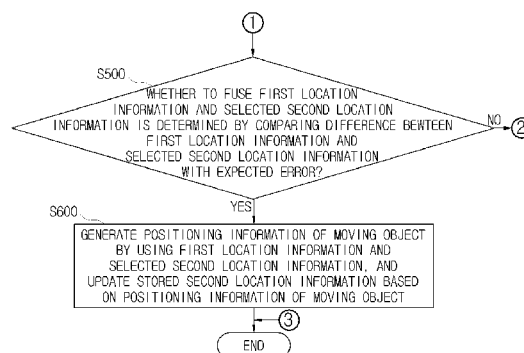 1
S500
WHETHER TO FUSE FIRST LOCATION
INFORMATION AND SELECTED SECOND LOCATION
INFORMATION IS DETERMINED BY COMPARING DIFFERENCE BEWTEEN
FIRST LOCATION INFORMATION AND
SELECTED SECOND LOCATION INFORMATION
WITH EXPECTED ERROR?
NO
2
YES
S600
GENERATE POSITIONING INFORMATION OF MOVING OBJECT
BY USING FIRST LOCATION INFORMATION AND
SELECTED SECOND LOCATION INFORMATION, AND
UPDATE STORED SECOND LOCATION INFORMATION BASED
ON POSITIONING INFORMATION OF MOVING OBJECT
3
END